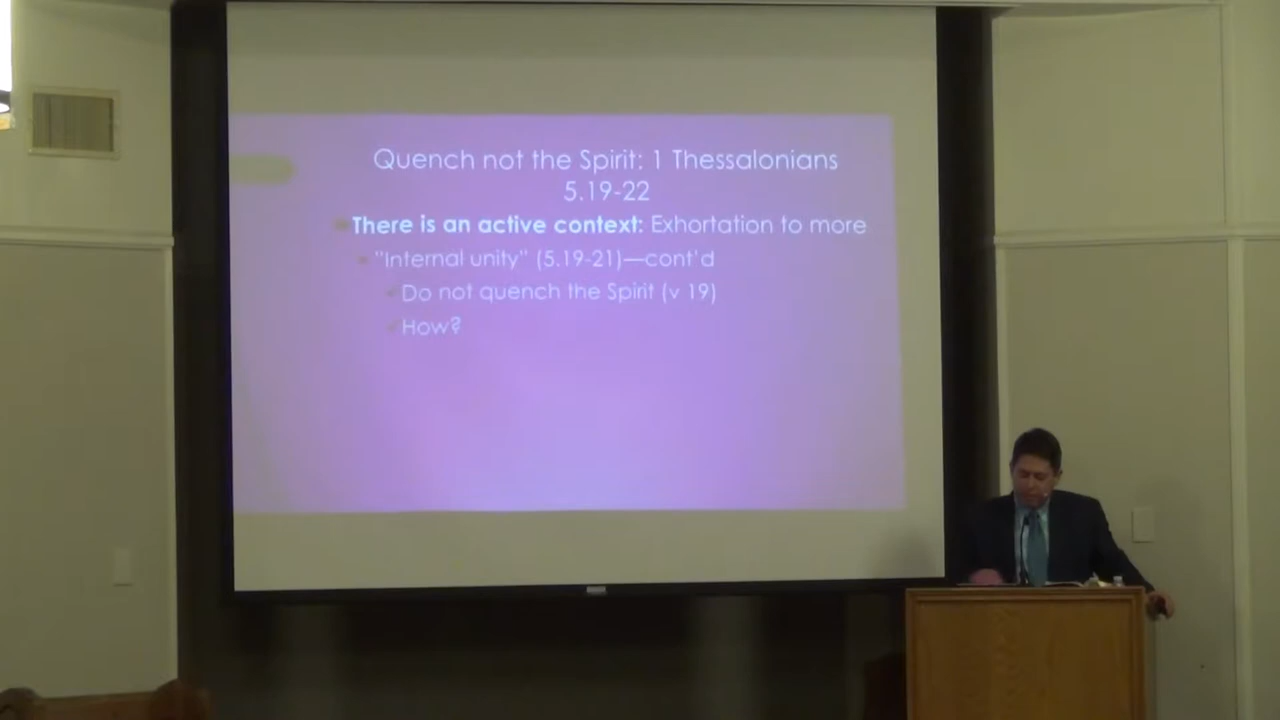 Quench not the Spirit: 1 Thessalonians
5.19-22
There is an active context: Exhortation to more
"Internal unity" (5.19-21)—cont'd
Do not quench the Spirit (v 19)
How?